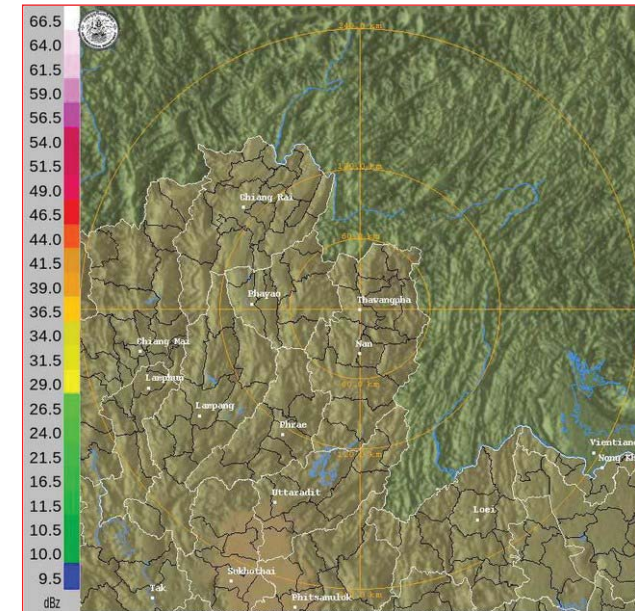 66.5
64.0
61.5
59.0
56.5
54.0
51.5
49.0
46.5
44.0
41.5
39.0
36.5
34.0
31.5
29.0
26.5
24.0
21.5
16.5
11.5
10.5
10.0
9.5
dBz
Chiang Rai
Phayao
Thawangpha
Chiang Mai
Nan
Lamphun
Lampang
Phrae
Vientiane
Nong Kh
Uttaradit
Loei
Sukhothai
Tak
Phitsanulok